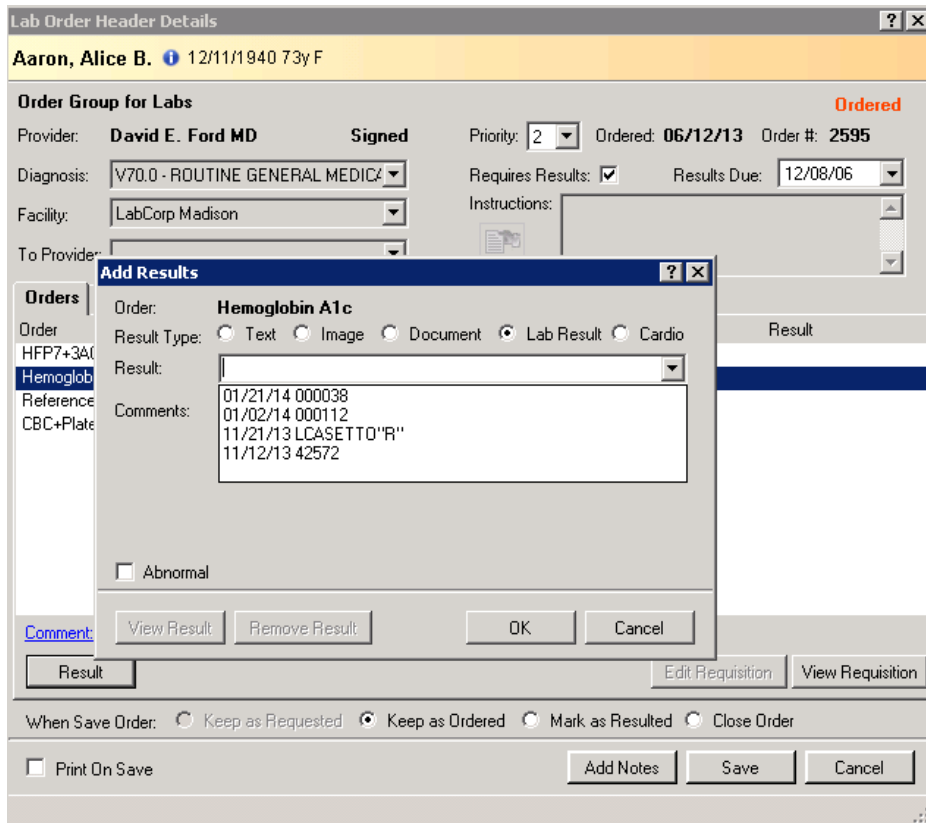 Lab Order Header Details
Aaron, Alice B. 12/11/1940 73y F
Order Group for Labs Ordered
Provider: David E. Ford MD Signed Priority: 2 Ordered: 06/12/13 Order #: 2595
Diagnosis: V70.0 - ROUTINE GENERAL MEDICA Requires Results: Results Due: 12/08/06
Facility: LabCorp Madison Instructions:
To Provider:
Add Results
Orders
Order Result
HFP7+3AC
Hemoglob
Reference
CBC+Plate
Order: Hemoglobin A1c
Result Type: Text Image Document Lab Result Cardio
Result:
Comments:
01/21/14 000038
01/02/14 000112
11/21/13 LCASETTO"R"
11/12/13 42572
Abnormal
View Result Remove Result OK Cancel
Comment:
Result Edit Requisition View Requisition
When Save Order: Keep as Requested Keep as Ordered Mark as Resulted Close Order
Print On Save Add Notes Save Cancel